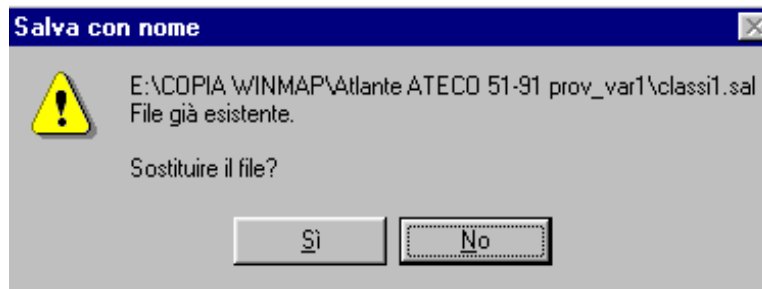 Salva con nome
E:\COPIA WINMAP\Atlante ATECO 51-91 prov_var1\classi1.sal
File già esistente.
Sostituire il file?
Sì
No